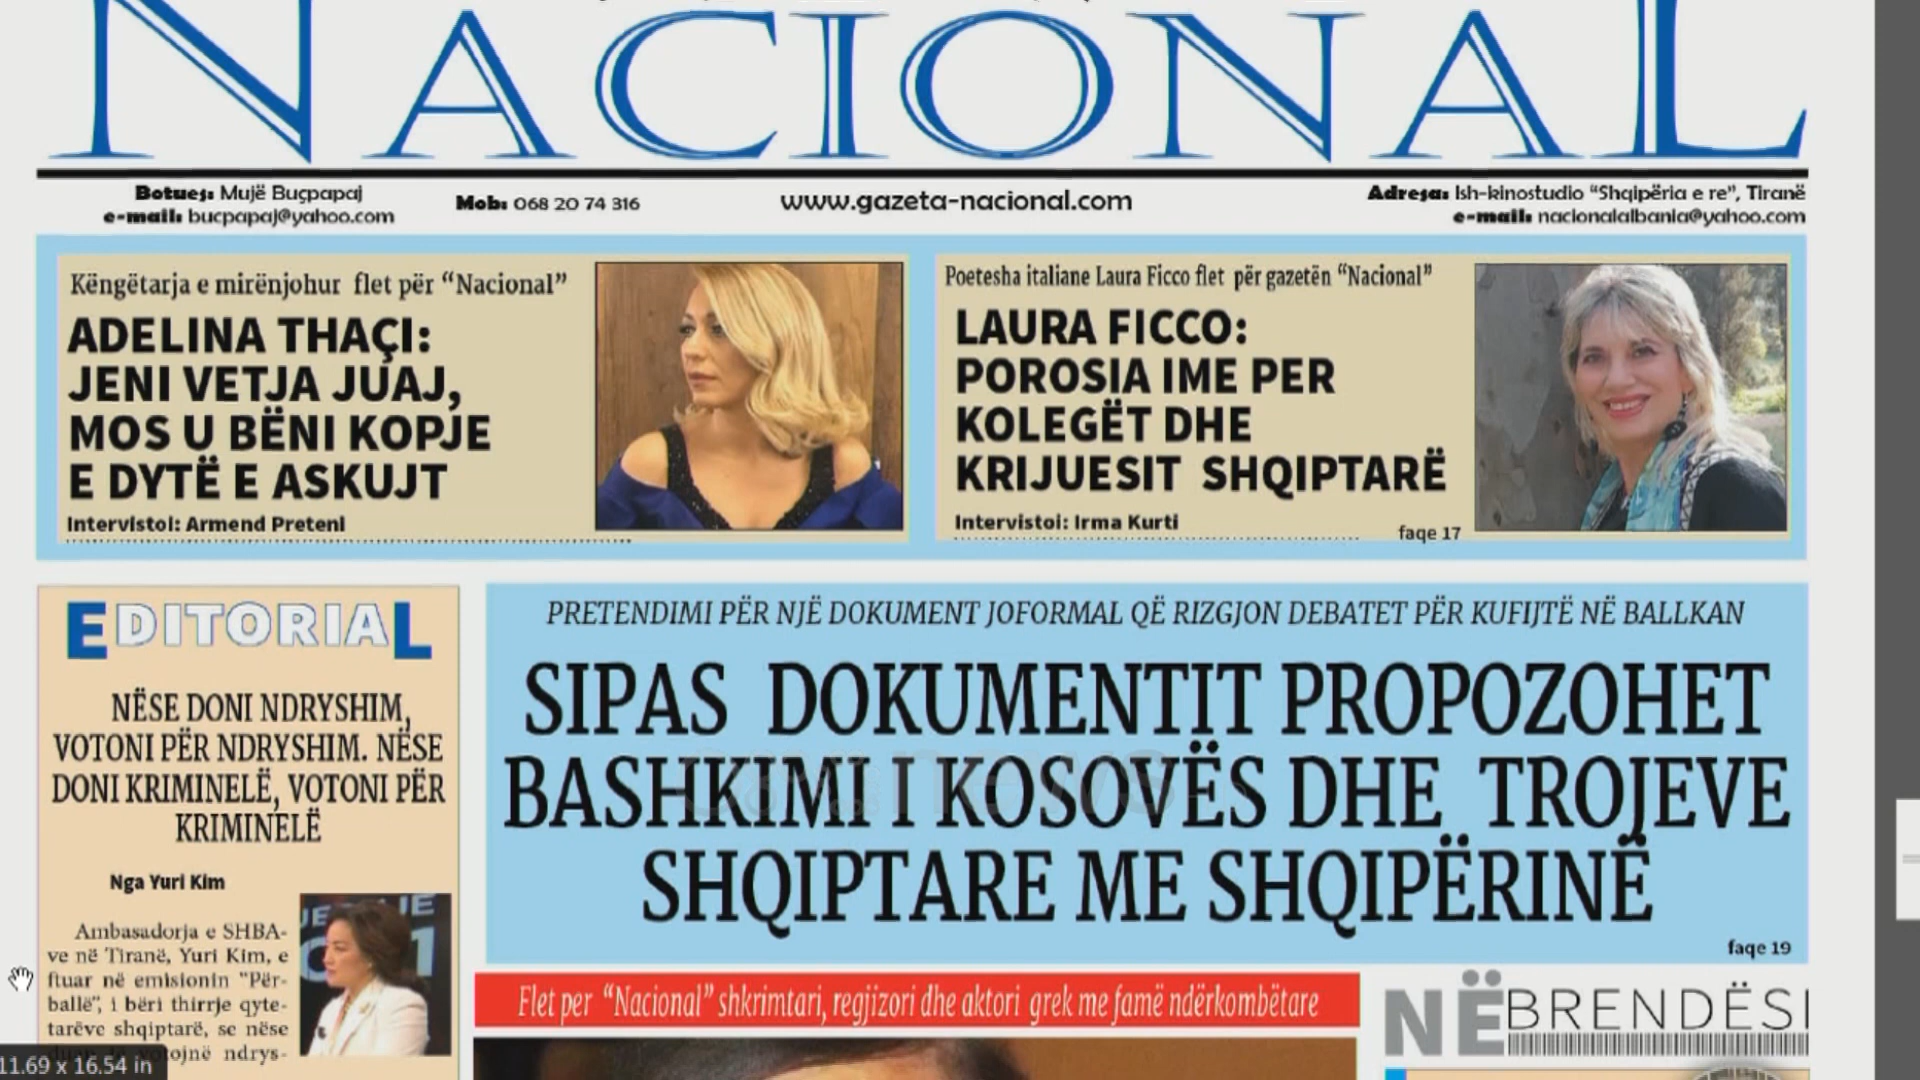 NACIONAL
Botues: Mujë Buçpapaj
e-mail: bucpapaj@yahoo.com
Mob: 068 20 74 316
www.gazeta-nacional.com
Adresa: Ish-kinostudio “Shqipëria e re”, Tiranë
e-mail: nacionalalbania@yahoo.com
Këngëtarja e mirënjohur flet për “Nacional”
ADELINA THAÇI:
JENI VETJA JUAJ,
MOS U BËNI KOPJE
E DYTË E ASKUJT
Intervistoi: Armend Preteni
Poetesha italiane Laura Ficco flet për gazetën “Nacional”
LAURA FICCO:
POROSIA IME PER
KOLEGËT DHE
KRIJUESIT SHQIPTARË
Intervistoi: Irma Kurti
faqe 17
EDITORIAL
NËSE DONI NDRYSHIM,
VOTONI PËR NDRYSHIM. NËSE
DONI KRIMINELË, VOTONI PËR
KRIMINELË
Nga Yuri Kim
Ambasadorja e SHBA-
ve në Tiranë, Yuri Kim, e
ftuar në emisionin "Për-
ballë", i bëri thirrje qyte-
tarëve shqiptarë, se nëse
votojnë ndrys-
PRETENDIMI PËR NJË DOKUMENT JOFORMAL QË RIZGJON DEBATET PËR KUFIJTË NË BALLKAN
SIPAS DOKUMENTIT PROPOZOHET
BASHKIMI I KOSOVËS DHE TROJEVE
SHQIPTARE ME SHQIPËRINË
faqe 19
news
Flet per “Nacional” shkrimtari, regjizori dhe aktori grek me famë ndërkombëtare
NË BRENDËSI
11.69 x 16.54 in